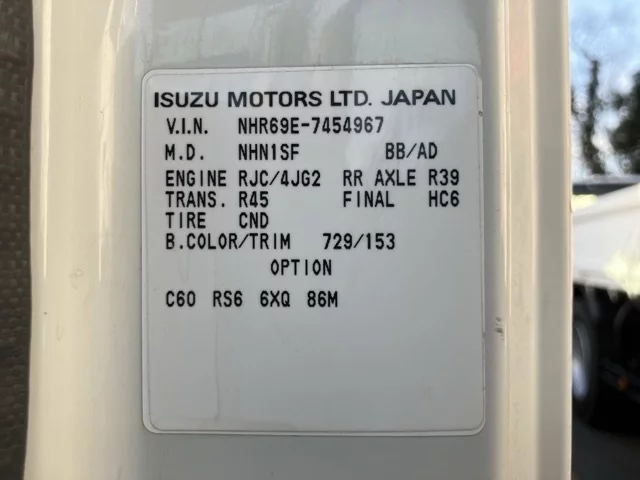 ISUZU MOTORS LTD. JAPAN
V.I.N. NHR69E-7454967
M.D. NHN1SF BB/AD
ENGINE RJC/4JG2 RR AXLE R39
TRANS. R45 FINAL HC6
TIRE CND
B.COLOR/TRIM 729/153
OPTION
C60 RS6 6XQ 86M